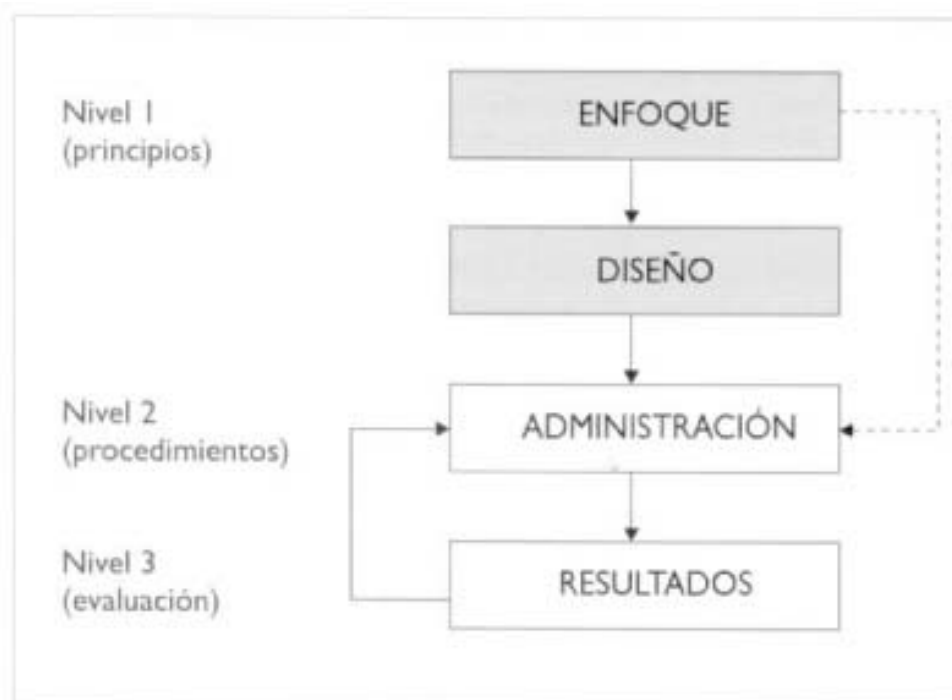 Nivel 1
(principios)
ENFOQUE
DISEÑO
Nivel 2
(procedimientos)
ADMINISTRACIÓN
Nivel 3
(evaluación)
RESULTADOS